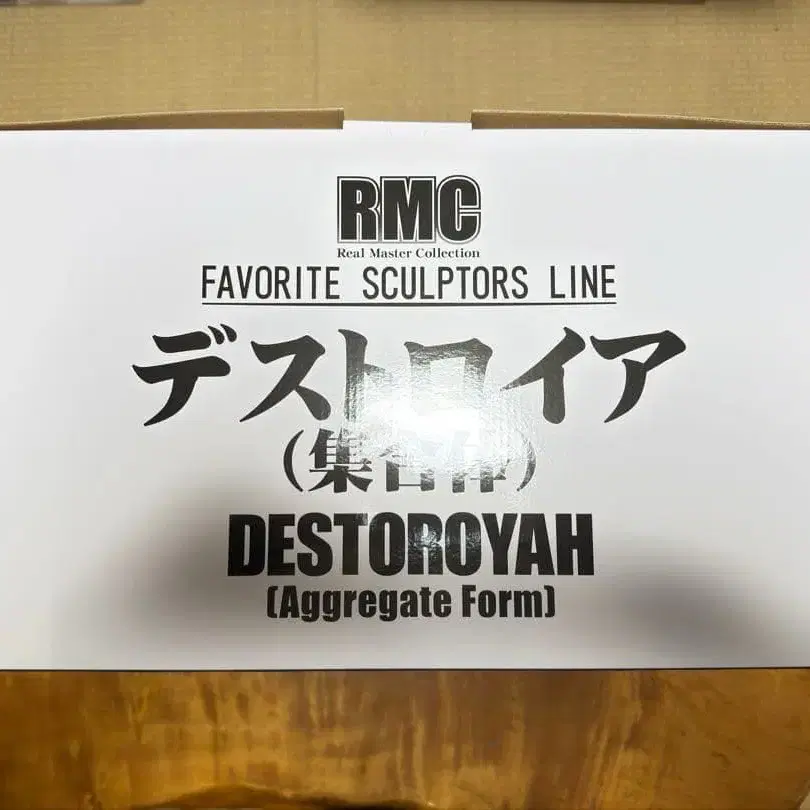 RMC
Real Master Collection
FAVORITE SCULPTORS LINE
デストロイア
(集合体)
DESTOROYAH
(Aggregate Form)